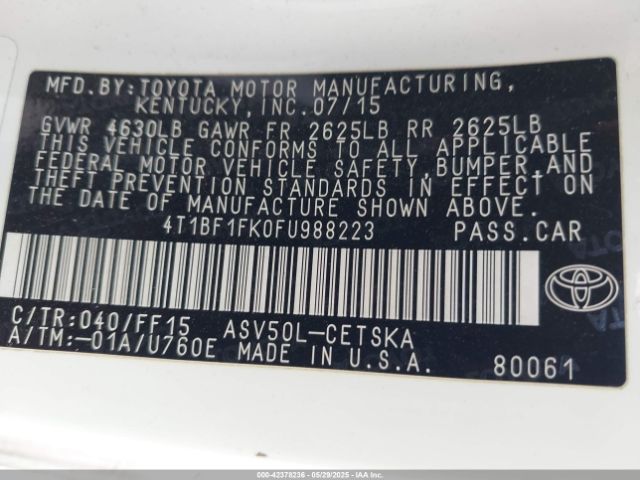 MFD.BY:TOYOTA MOTOR MANUFACTURING,
KENTUCKY,INC.07/15
GVWR 4630LB GAWR FR 2625LB RR 2625LB
THIS VEHICLE CONFORMS TO ALL APPLICABLE
FEDERAL MOTOR VEHICLE SAFETY,BUMPER,AND
THEFT PREVENTION STANDARDS IN EFFECT ON
THE DATE OF MANUFACTURE SHOWN ABOVE.
4T1BF1FK0FU988223 PASS.CAR
C/TR:040/FF15 ASV50L-CETSKA
A/TM:-01A/U760E MADE IN U.S.A. 80061
000-42378236 - 05/29/2025 - IAAI.com